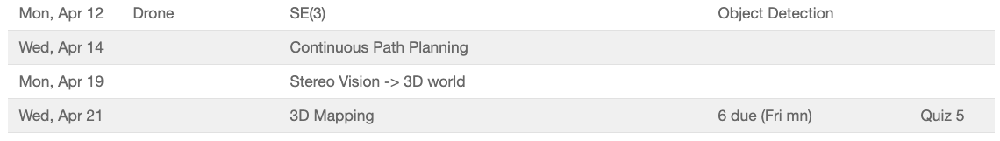 Mon, Apr 12 Drone SE(3) Object Detection
Wed, Apr 14 Continuous Path Planning
Mon, Apr 19 Stereo Vision -> 3D world
Wed, Apr 21 3D Mapping 6 due (Fri mn) Quiz 5